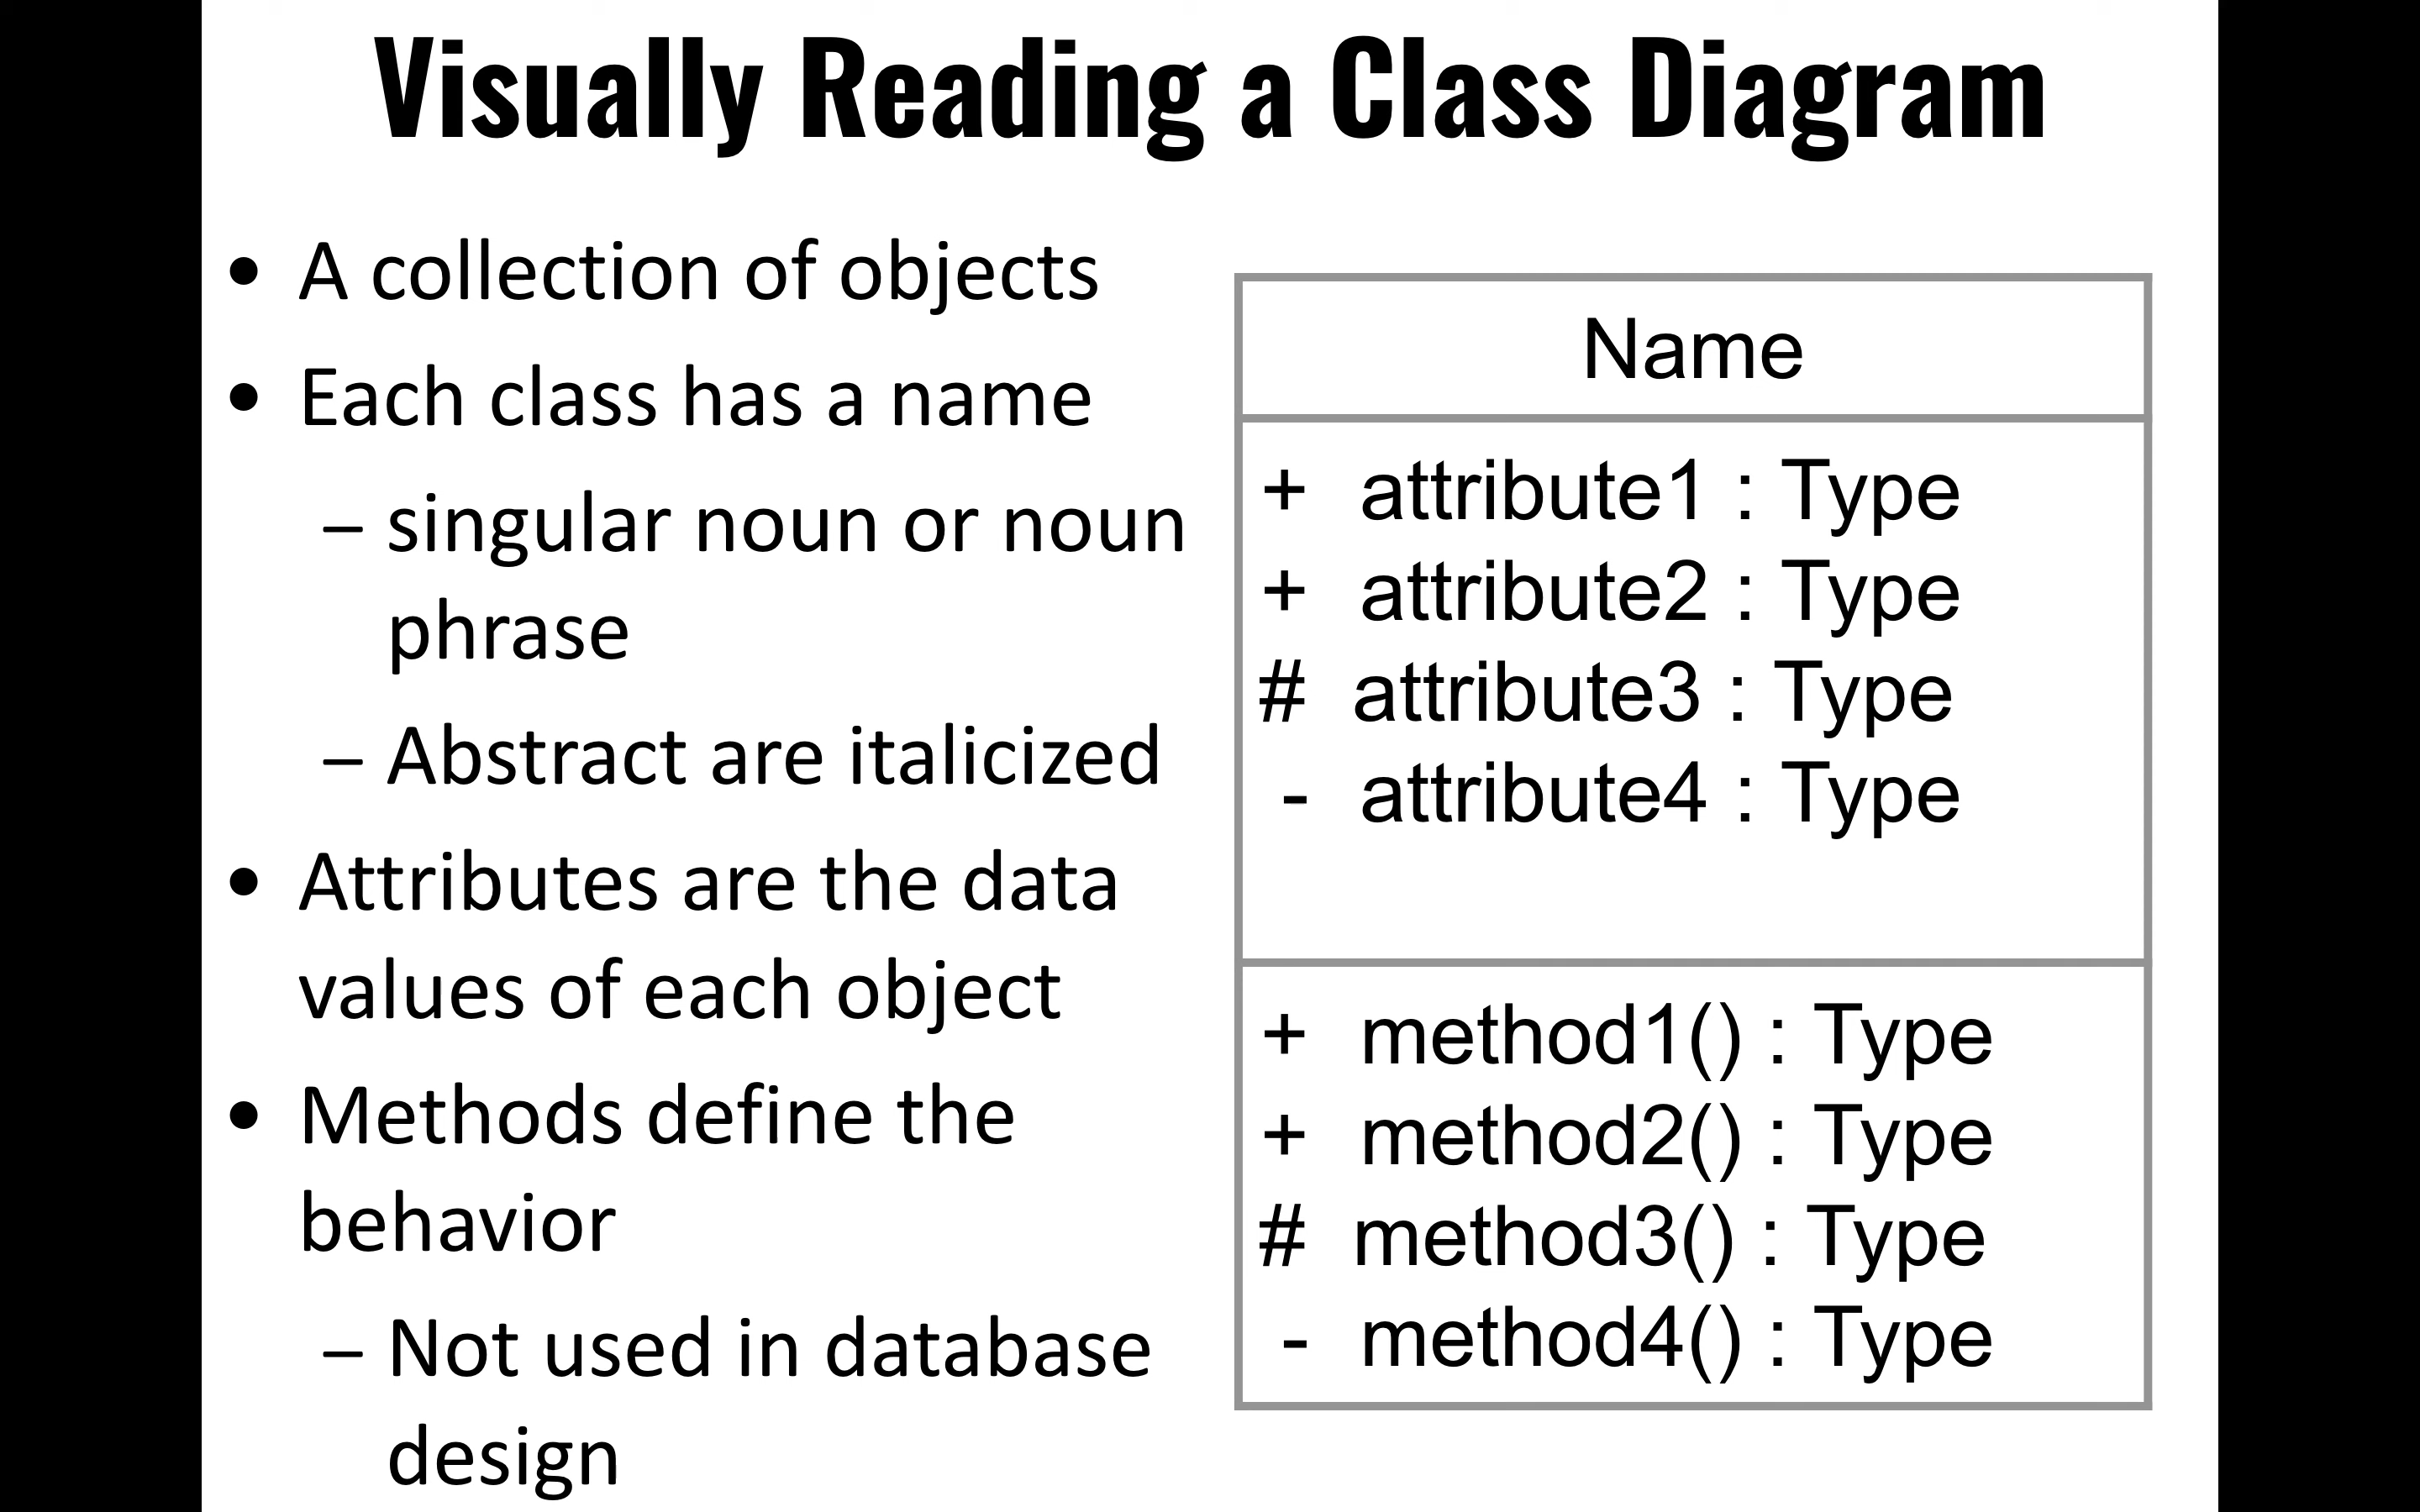 Visually Reading a Class Diagram
• A collection of objects
• Each class has a name
– singular noun or noun
phrase
– Abstract are italicized
• Attributes are the data
values of each object
• Methods define the
behavior
– Not used in database
design
Name
+ attribute1 : Type
+ attribute2 : Type
# attribute3 : Type
- attribute4 : Type
+ method1() : Type
+ method2() : Type
# method3() : Type
- method4() : Type